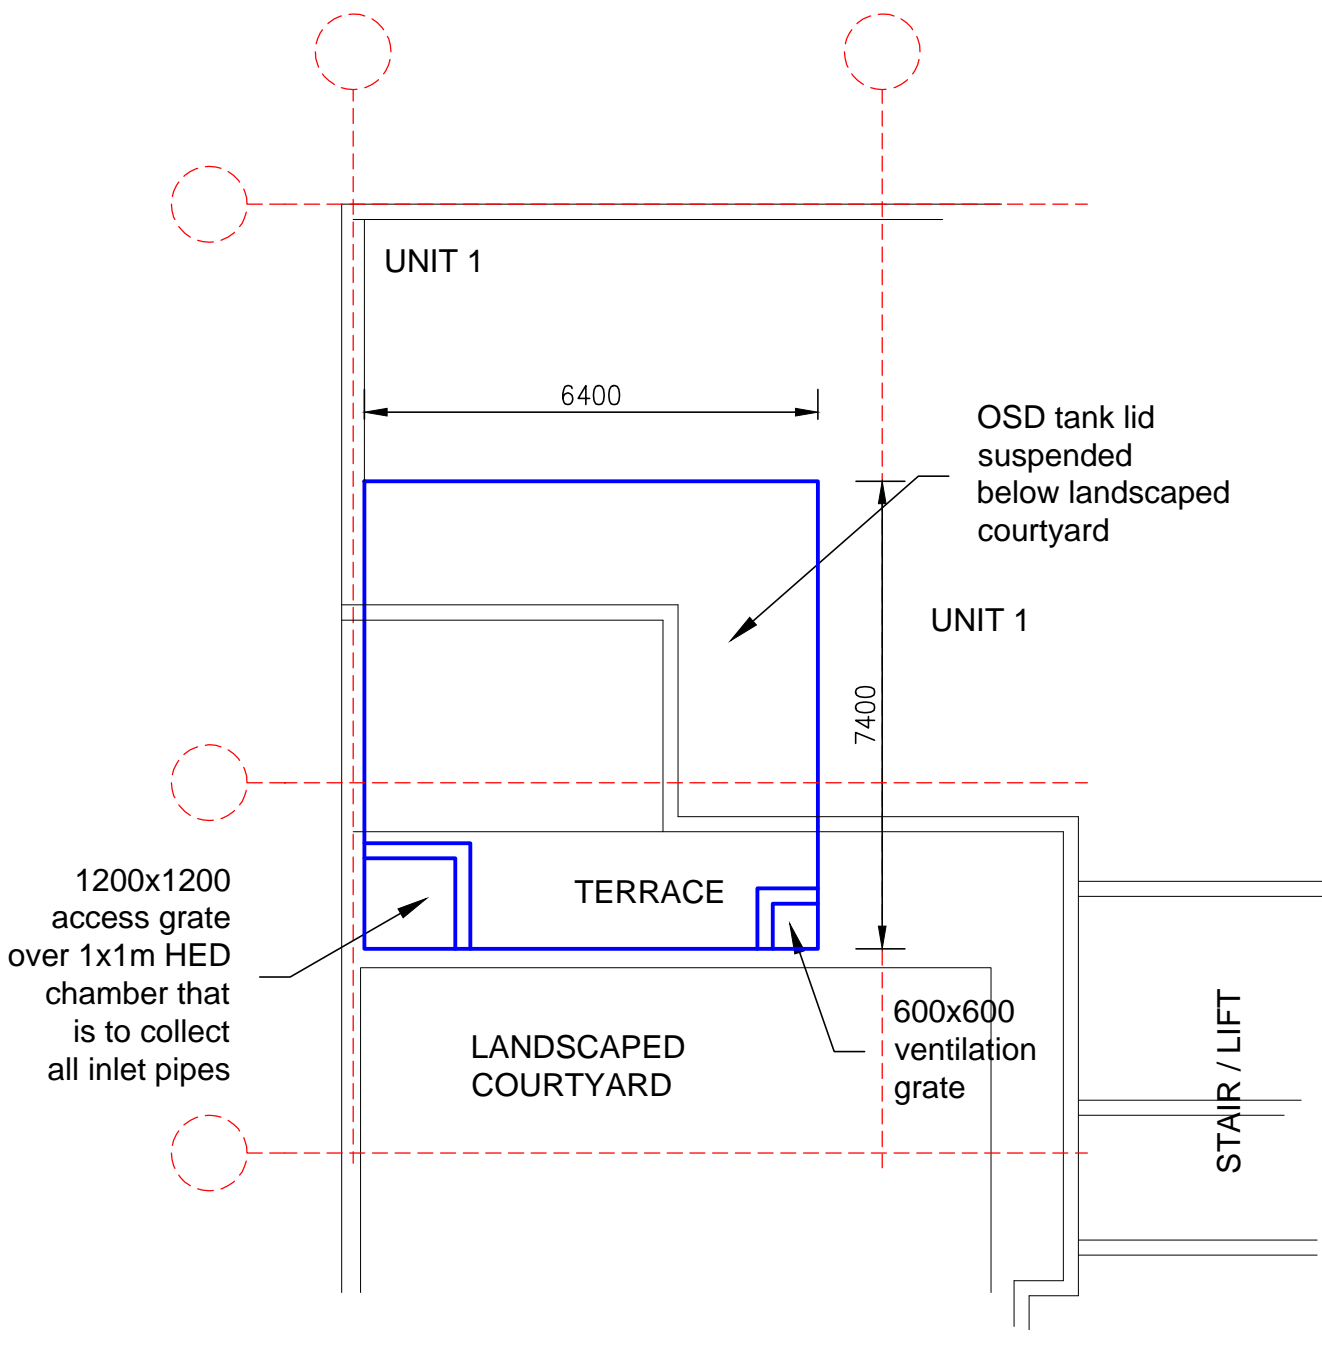 UNIT 1
6400
OSD tank lid
suspended
below landscaped
courtyard
UNIT 1
7400
1200x1200
access grate
over 1x1m HED
chamber that
is to collect
all inlet pipes
TERRACE
LANDSCAPED
COURTYARD
600x600
ventilation
grate
STAIR / LIFT